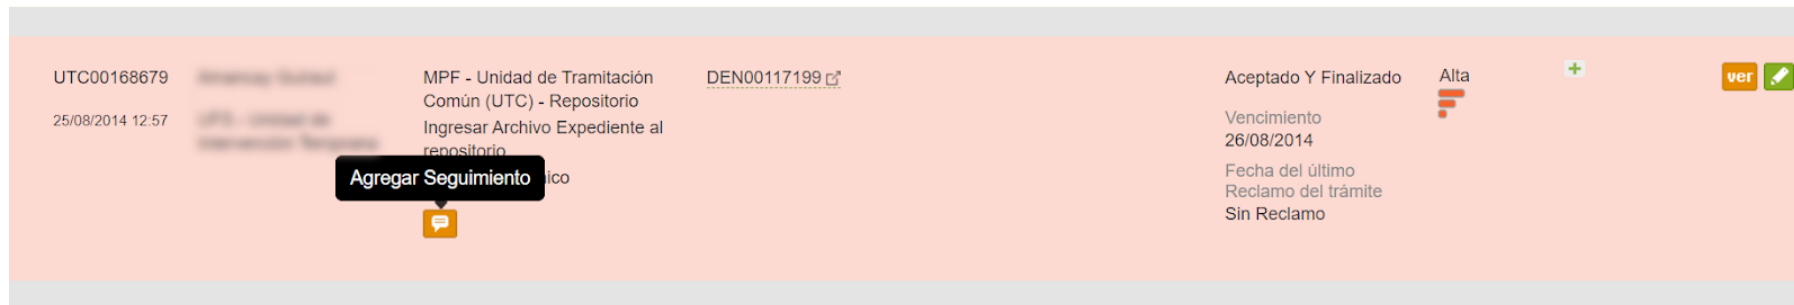 UTC00168679
25/08/2014 12:57
MPF - Unidad de Tramitación
Común (UTC) - Repositorio
Ingresar Archivo Expediente al
repositorio
ico
Agregar Seguimiento
DEN00117199
Aceptado Y Finalizado
Vencimiento
26/08/2014
Fecha del último
Reclamo del trámite
Sin Reclamo
Alta
ver